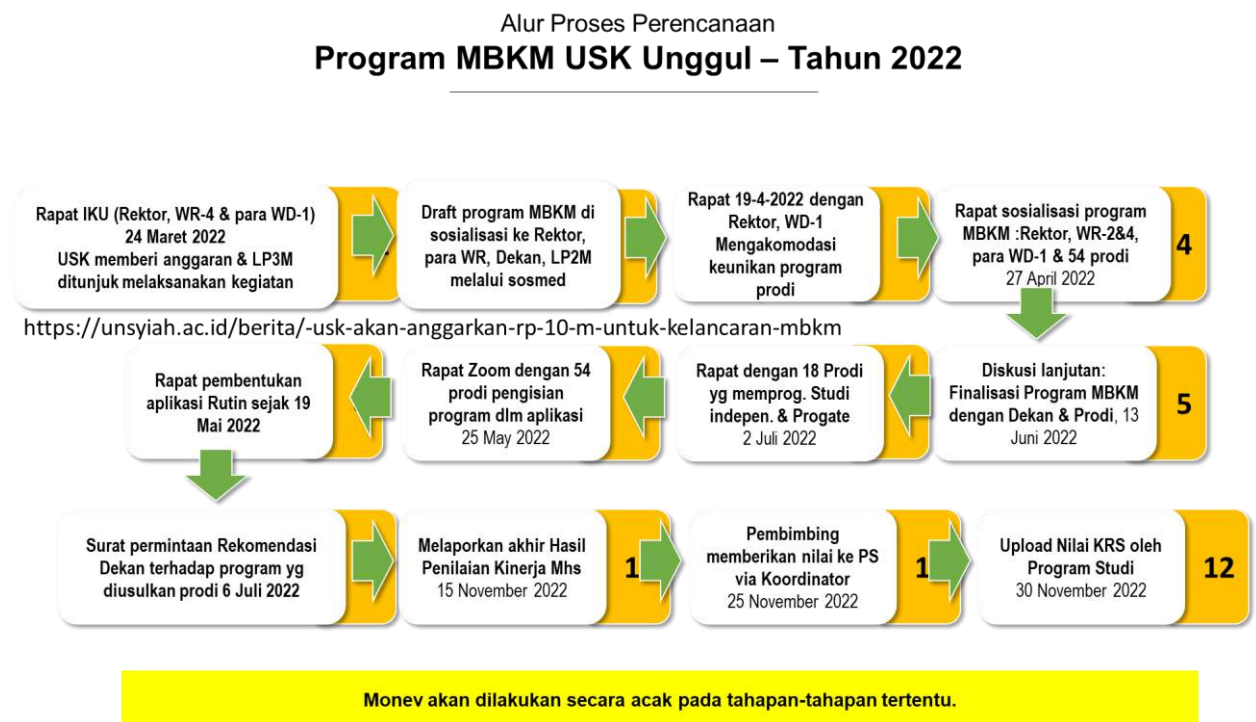 Alur Proses Perencanaan
Program MBKM USK Unggul – Tahun 2022
Rapat IKU (Rektor, WR-4 & para WD-1)
24 Maret 2022
USK memberi anggaran & LP3M
ditunjuk melaksanakan kegiatan
Draft program MBKM di
sosialisasi ke Rektor,
para WR, Dekan, LP2M
melalui sosmed
Rapat 19-4-2022 dengan
Rektor, WD-1
Mengakomodasi
keunikan program
prodi
Rapat sosialisasi program
MBKM :Rektor, WR-2&4,
para WD-1 & 54 prodi
27 April 2022
4
https://unsyiah.ac.id/berita/-usk-akan-anggarkan-rp-10-m-untuk-kelancaran-mbkm
Diskusi lanjutan:
Finalisasi Program MBKM
dengan Dekan & Prodi, 13
Juni 2022
5
Rapat dengan 18 Prodi
yg memprog. Studi
indepen. & Progate
2 Juli 2022
Rapat Zoom dengan 54
prodi pengisian
program dlm aplikasi
25 May 2022
Rapat pembentukan
aplikasi Rutin sejak 19
Mai 2022
Surat permintaan Rekomendasi
Dekan terhadap program yg
diusulkan prodi 6 Juli 2022
Melaporkan akhir Hasil
Penilaian Kinerja Mhs
15 November 2022
1
Pembimbing
memberikan nilai ke PS
via Koordinator
25 November 2022
1
Upload Nilai KRS oleh
Program Studi
30 November 2022
12
Monev akan dilakukan secara acak pada tahapan-tahapan tertentu.